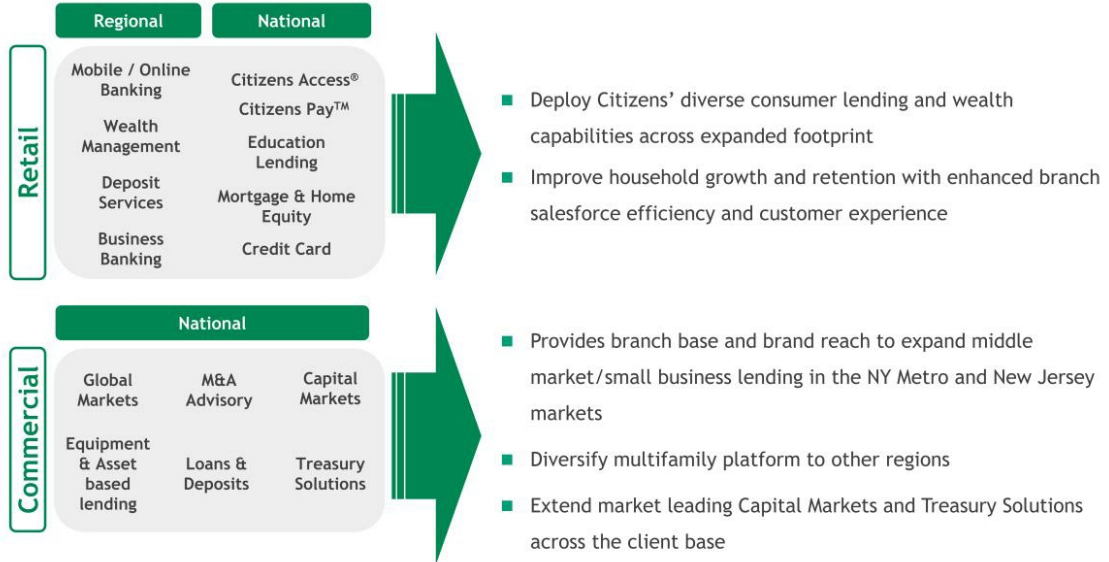 Regional
National
Retail
Mobile / Online
Banking
Wealth
Management
Deposit
Services
Business
Banking
Citizens Access®
Citizens Pay™
Education
Lending
Mortgage & Home
Equity
Credit Card
■ Deploy Citizens’ diverse consumer lending and wealth
capabilities across expanded footprint
■ Improve household growth and retention with enhanced branch
salesforce efficiency and customer experience
National
Commercial
Global
Markets
M&A
Advisory
Capital
Markets
Equipment
& Asset
based
lending
Loans &
Deposits
Treasury
Solutions
■ Provides branch base and brand reach to expand middle
market/small business lending in the NY Metro and New Jersey
markets
■ Diversify multifamily platform to other regions
■ Extend market leading Capital Markets and Treasury Solutions
across the client base